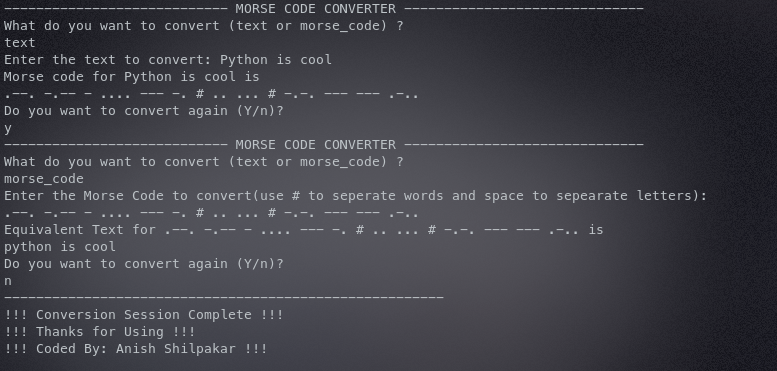 ---------------------------- MORSE CODE CONVERTER ------------------------------
What do you want to convert (text or morse_code) ?
text
Enter the text to convert: Python is cool
Morse code for Python is cool is
.--. -.-- - .... --- -. # .. ... # -.-. --- --- .-..
Do you want to convert again (Y/n)?
y
---------------------------- MORSE CODE CONVERTER ------------------------------
What do you want to convert (text or morse_code) ?
morse_code
Enter the Morse Code to convert(use # to seperate words and space to sepearate letters):
.--. -.-- - .... --- -. # .. ... # -.-. --- --- .-..
Equivalent Text for .--. -.-- - .... --- -. # .. ... # -.-. --- --- .-.. is
python is cool
Do you want to convert again (Y/n)?
n
-------------------------------------------------------
!!! Conversion Session Complete !!!
!!! Thanks for Using !!!
!!! Coded By: Anish Shilpakar !!!